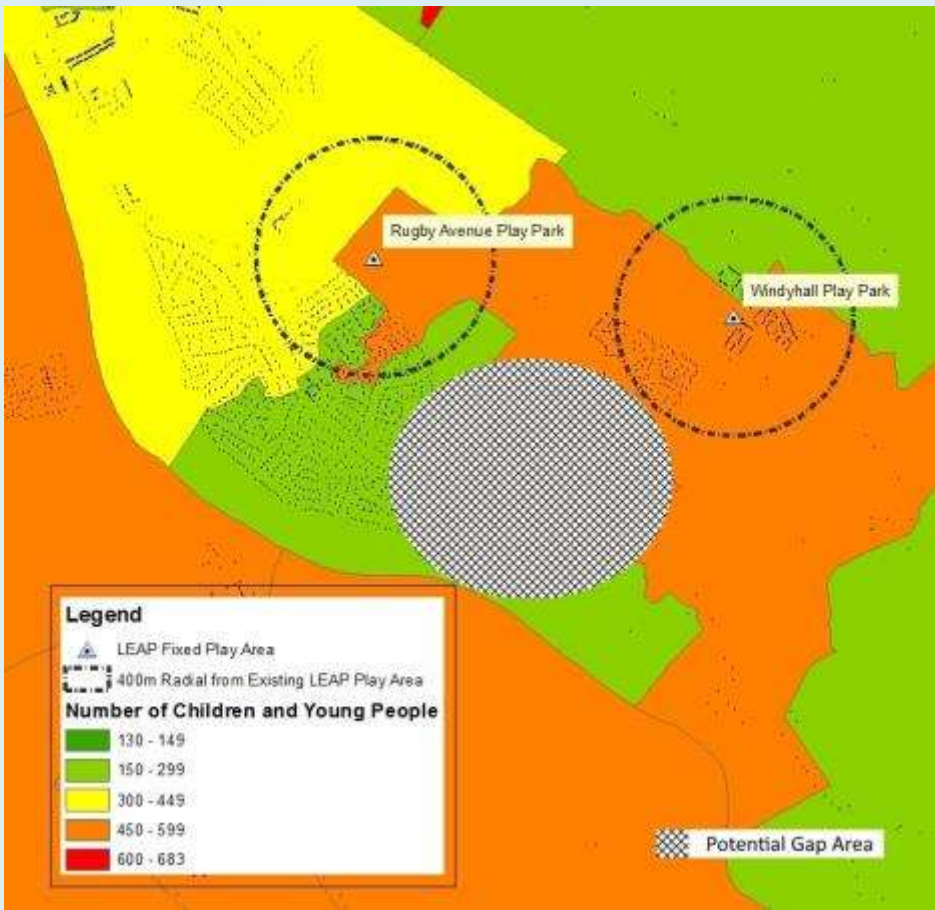 Rugby Avenue Play Park
Windyhall Play Park
Legend
LEAP Fixed Play Area
400m Radial from Existing LEAP Play Area
Number of Children and Young People
130 - 149
150 - 299
300 - 449
450 - 599
600 - 683
Potential Gap Area